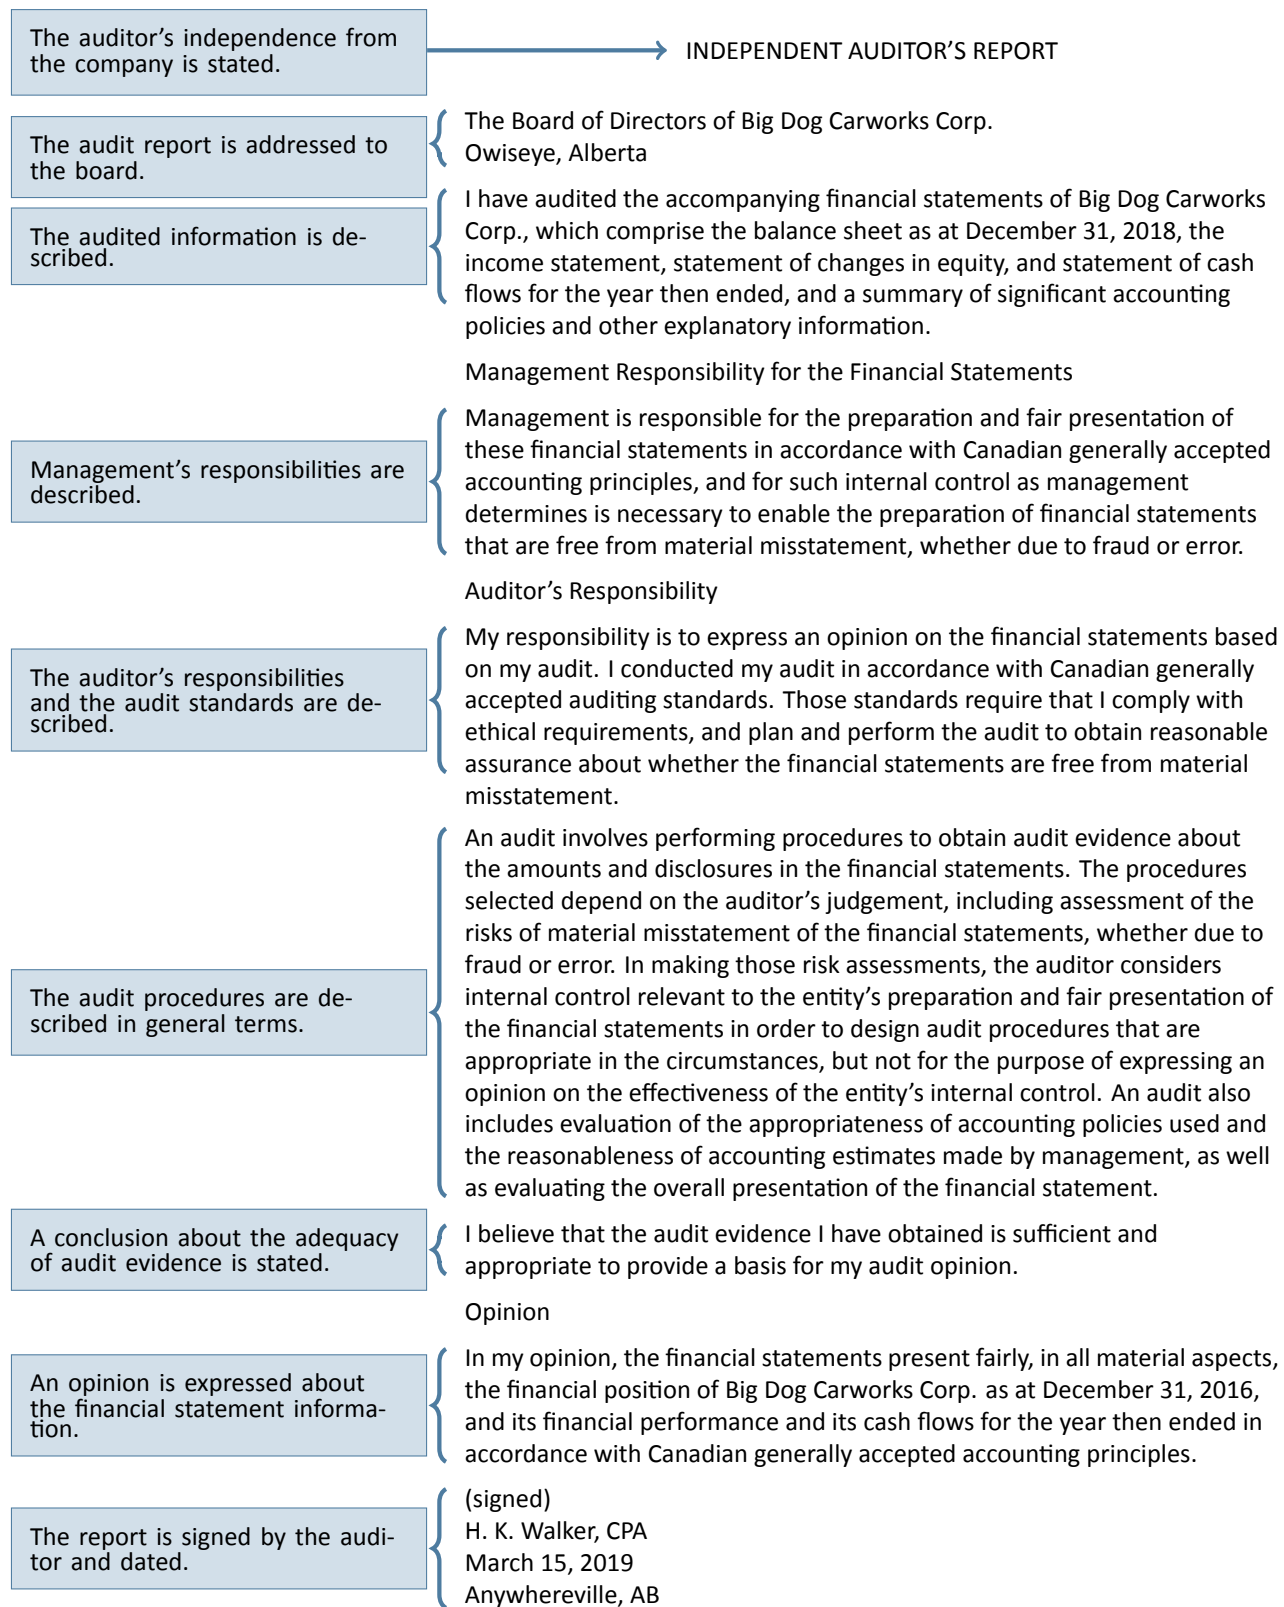 The auditor’s independence from
the company is stated.
INDEPENDENT AUDITOR’S REPORT
The audit report is addressed to
the board.
The Board of Directors of Big Dog Carworks Corp.
Owiseye, Alberta
The audited information is de-
scribed.
I have audited the accompanying financial statements of Big Dog Carworks
Corp., which comprise the balance sheet as at December 31, 2018, the
income statement, statement of changes in equity, and statement of cash
flows for the year then ended, and a summary of significant accounting
policies and other explanatory information.
Management Responsibility for the Financial Statements
Management’s responsibilities are
described.
Management is responsible for the preparation and fair presentation of
these financial statements in accordance with Canadian generally accepted
accounting principles, and for such internal control as management
determines is necessary to enable the preparation of financial statements
that are free from material misstatement, whether due to fraud or error.
Auditor’s Responsibility
The auditor’s responsibilities
and the audit standards are de-
scribed.
My responsibility is to express an opinion on the financial statements based
on my audit. I conducted my audit in accordance with Canadian generally
accepted auditing standards. Those standards require that I comply with
ethical requirements, and plan and perform the audit to obtain reasonable
assurance about whether the financial statements are free from material
misstatement.
The audit procedures are de-
scribed in general terms.
An audit involves performing procedures to obtain audit evidence about
the amounts and disclosures in the financial statements. The procedures
selected depend on the auditor’s judgement, including assessment of the
risks of material misstatement of the financial statements, whether due to
fraud or error. In making those risk assessments, the auditor considers
internal control relevant to the entity’s preparation and fair presentation of
the financial statements in order to design audit procedures that are
appropriate in the circumstances, but not for the purpose of expressing an
opinion on the effectiveness of the entity’s internal control. An audit also
includes evaluation of the appropriateness of accounting policies used and
the reasonableness of accounting estimates made by management, as well
as evaluating the overall presentation of the financial statement.
A conclusion about the adequacy
of audit evidence is stated.
I believe that the audit evidence I have obtained is sufficient and
appropriate to provide a basis for my audit opinion.
Opinion
An opinion is expressed about
the financial statement informa-
tion.
In my opinion, the financial statements present fairly, in all material aspects,
the financial position of Big Dog Carworks Corp. as at December 31, 2016,
and its financial performance and its cash flows for the year then ended in
accordance with Canadian generally accepted accounting principles.
The report is signed by the audi-
tor and dated.
(signed)
H. K. Walker, CPA
March 15, 2019
Anywhereville, AB